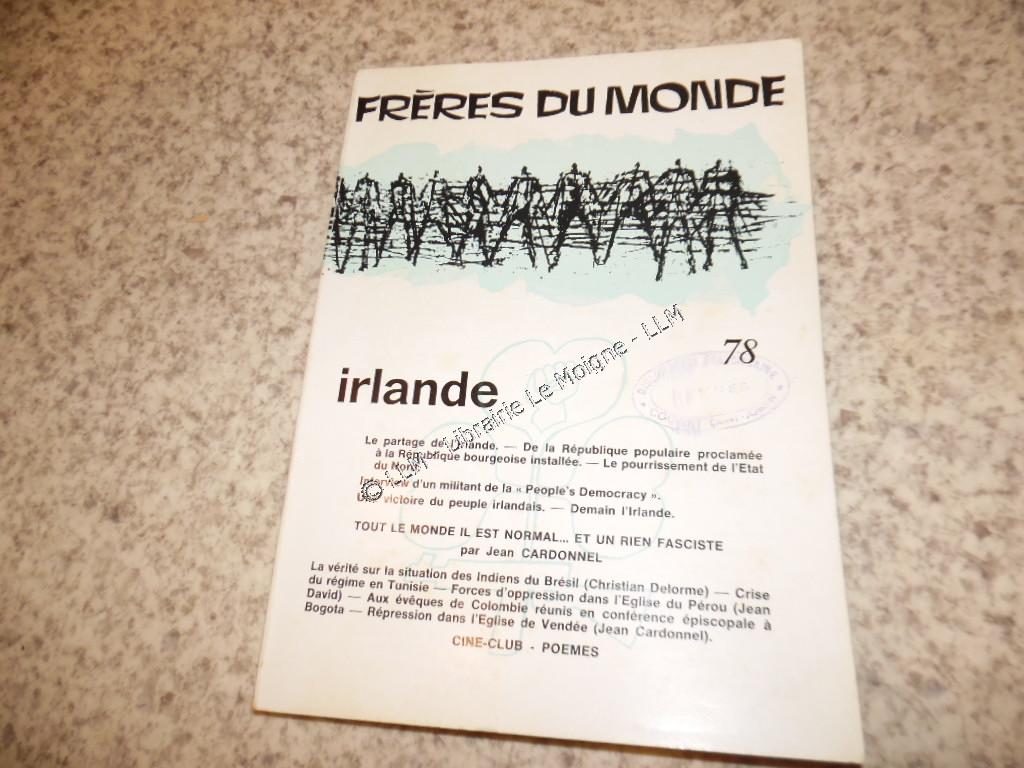 FRÈRES DU MONDE
78
irlande
© LLM - Librairie Le Moigne - LLM
Le partage de l'Irlande. — De la République populaire proclamée
à la République bourgeoise installée. — Le pourrissement de l'Etat
du Nord.
Interview d'un militant de la « People's Democracy ».
Une victoire du peuple irlandais. — Demain l'Irlande.
TOUT LE MONDE IL EST NORMAL... ET UN RIEN FASCISTE
par Jean CARDONNEL
La vérité sur la situation des Indiens du Brésil (Christian Delorme) — Crise
du régime en Tunisie — Forces d'oppression dans l'Eglise du Pérou (Jean
David) — Aux évêques de Colombie réunis en conférence épiscopale à
Bogota — Répression dans l'Eglise de Vendée (Jean Cardonnel).
CINE-CLUB - POEMES